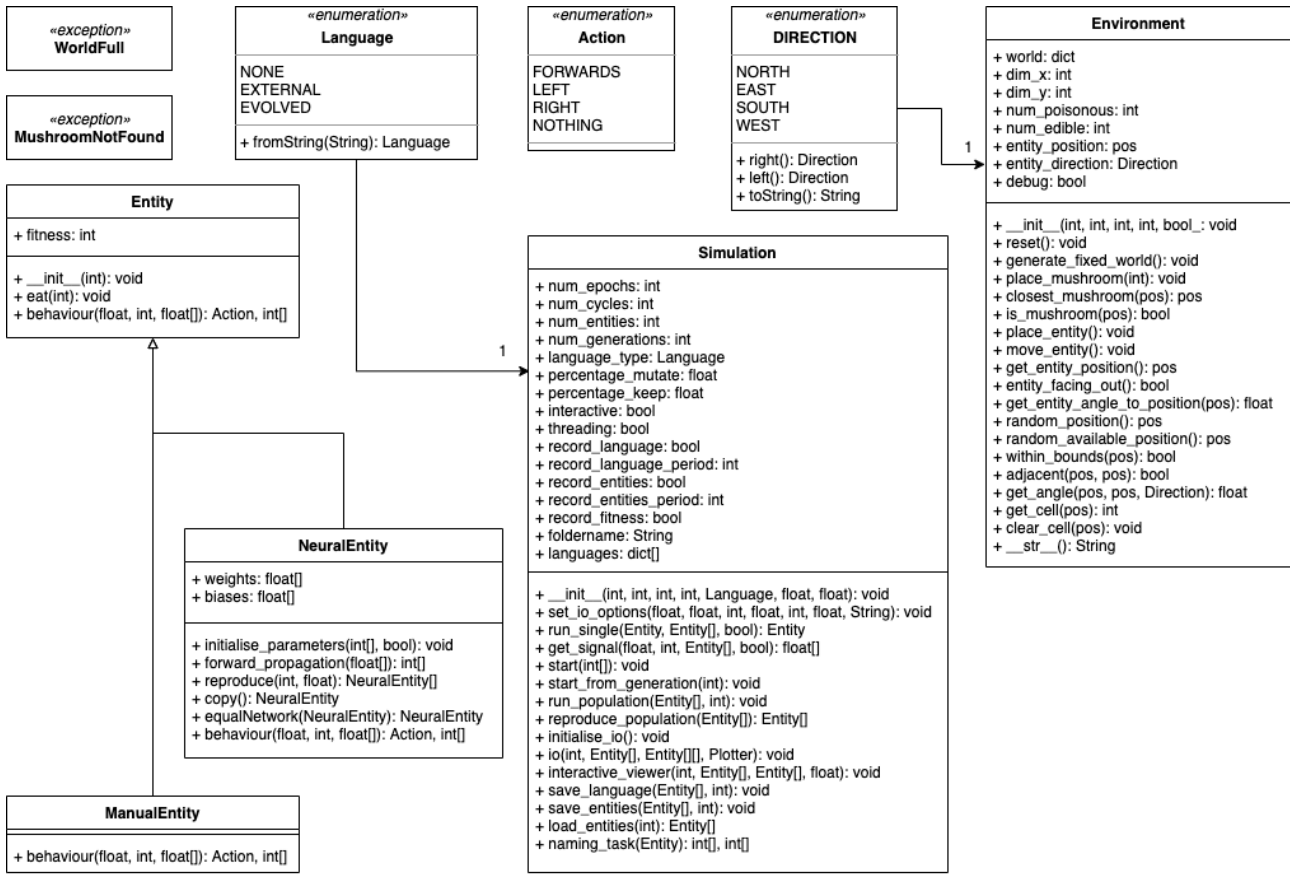 «exception»
WorldFull
«exception»
MushroomNotFound
«enumeration»
Language
NONE
EXTERNAL
EVOLVED
+ fromString(String): Language
«enumeration»
Action
FORWARDS
LEFT
RIGHT
NOTHING
«enumeration»
DIRECTION
NORTH
EAST
SOUTH
WEST
+ right(): Direction
+ left(): Direction
+ toString(): String
1
Environment
+ world: dict
+ dim_x: int
+ dim_y: int
+ num_poisonous: int
+ num_edible: int
+ entity_position: pos
+ entity_direction: Direction
+ debug: bool
+ __init__(int, int, int, int, bool_: void
+ reset(): void
+ generate_fixed_world(): void
+ place_mushroom(int): void
+ closest_mushroom(pos): pos
+ is_mushroom(pos): bool
+ place_entity(): void
+ move_entity(): void
+ get_entity_position(): pos
+ entity_facing_out(): bool
+ get_entity_angle_to_position(pos): float
+ random_position(): pos
+ random_available_position(): pos
+ within_bounds(pos): bool
+ adjacent(pos, pos): bool
+ get_angle(pos, pos, Direction): float
+ get_cell(pos): int
+ clear_cell(pos): void
+ __str__(): String
Entity
+ fitness: int
+ __init__(int): void
+ eat(int): void
+ behaviour(float, int, float[]): Action, int[]
1
Simulation
+ num_epochs: int
+ num_cycles: int
+ num_entities: int
+ num_generations: int
+ language_type: Language
+ percentage_mutate: float
+ percentage_keep: float
+ interactive: bool
+ threading: bool
+ record_language: bool
+ record_language_period: int
+ record_entities: bool
+ record_entities_period: int
+ record_fitness: bool
+ foldername: String
+ languages: dict[]
+ __init__(int, int, int, int, Language, float, float): void
+ set_io_options(float, float, int, float, int, float, String): void
+ run_single(Entity, Entity[], bool): Entity
+ get_signal(float, int, Entity[], bool): float[]
+ start(int[]): void
+ start_from_generation(int): void
+ run_population(Entity[], int): void
+ reproduce_population(Entity[]): Entity[]
+ initialise_io(): void
+ io(int, Entity[], Entity[][], Plotter): void
+ interactive_viewer(int, Entity[], Entity[], float): void
+ save_language(Entity[], int): void
+ save_entities(Entity[], int): void
+ load_entities(int): Entity[]
+ naming_task(Entity): int[], int[]
NeuralEntity
+ weights: float[]
+ biases: float[]
+ initialise_parameters(int[], bool): void
+ forward_propagation(float[]): int[]
+ reproduce(int, float): NeuralEntity[]
+ copy(): NeuralEntity
+ equalNetwork(NeuralEntity): NeuralEntity
+ behaviour(float, int, float[]): Action, int[]
ManualEntity
+ behaviour(float, int, float[]): Action, int[]